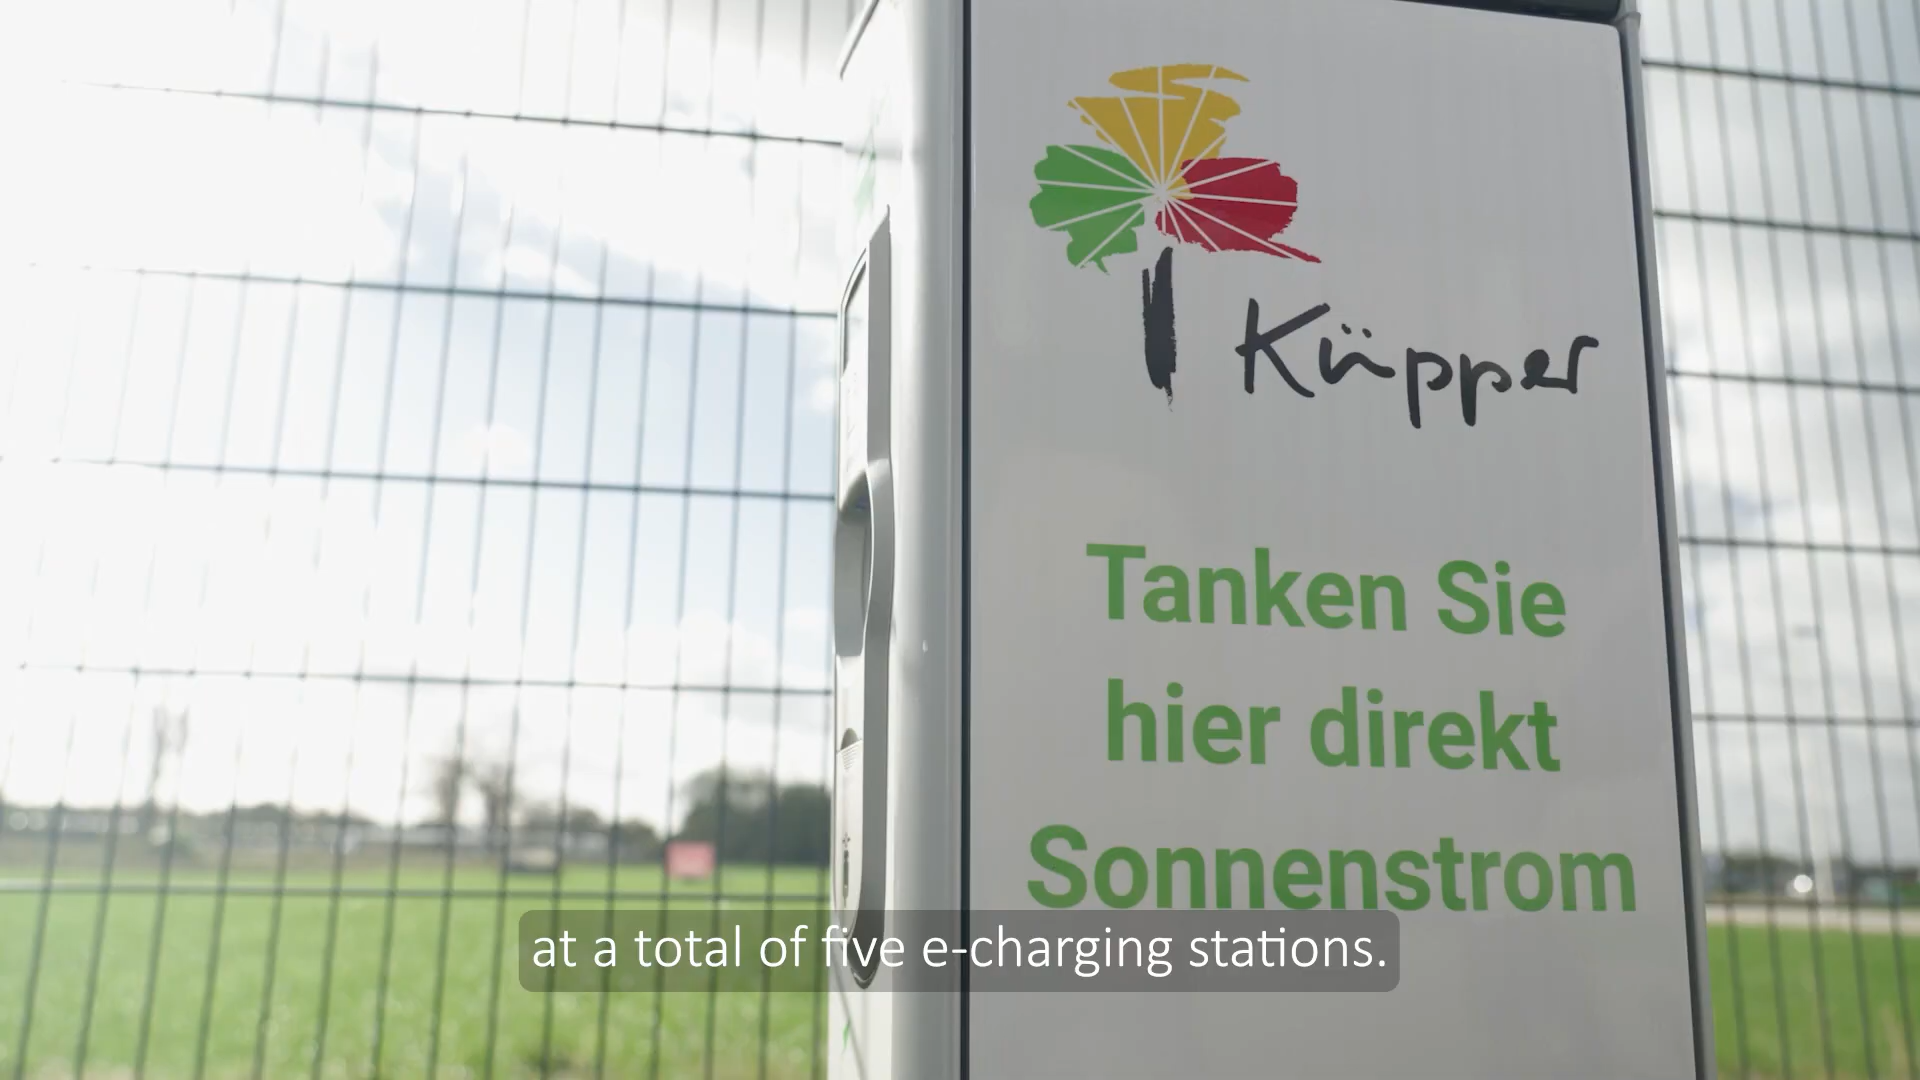 Küpper
Tanken Sie
hier direkt
Sonnenstrom
at a total of five e-charging stations.